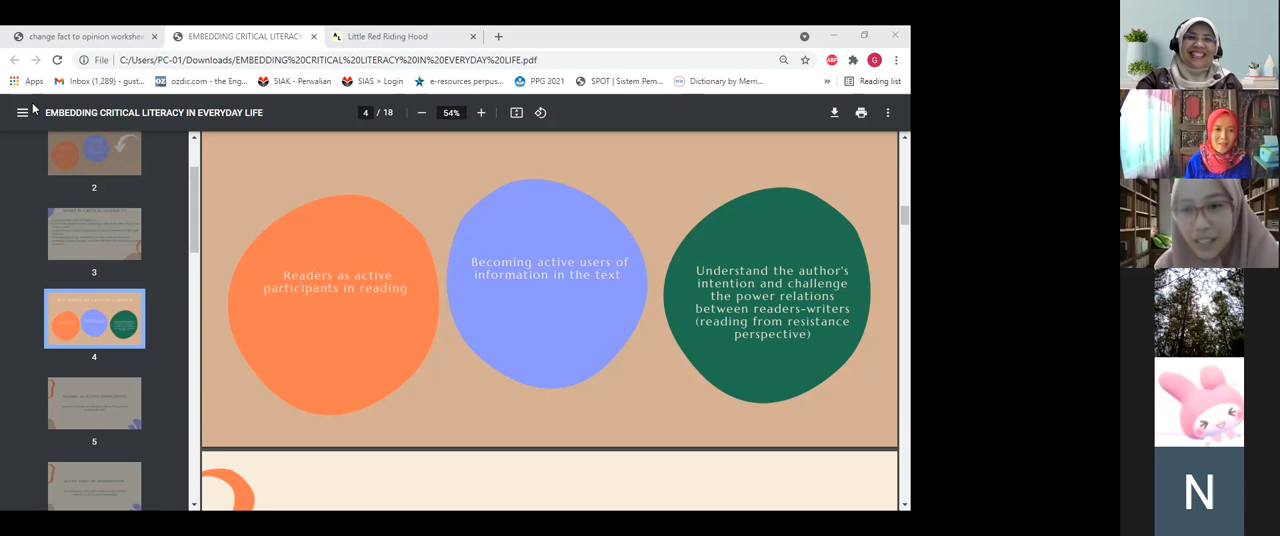 change fact to opinion workshee
EMBEDDING CRITICAL LITERACY
Little Red Riding Hood
File
C:/Users/PC-01/Downloads/EMBEDDING%20CRITICAL%20LITERACY%20IN%20EVERYDAY%20LIFE.pdf
ABP
G
Apps
Inbox (1,289) - gustbi...
ozdic.com - the Eng...
SIAK - Perwalian
SIAS > Login
e-resources perpus...
PPG 2021
SPOT | Sistem Pem...
Dictionary by Merri...
»
Reading list
EMBEDDING CRITICAL LITERACY IN EVERYDAY LIFE
4 / 18
54%
2
3
4
5
Readers as active
participants in reading
Becoming active users of
information in the text
Understand the author's
intention and challenge
the power relations
between readers-writers
(reading from resistance
perspective)
N